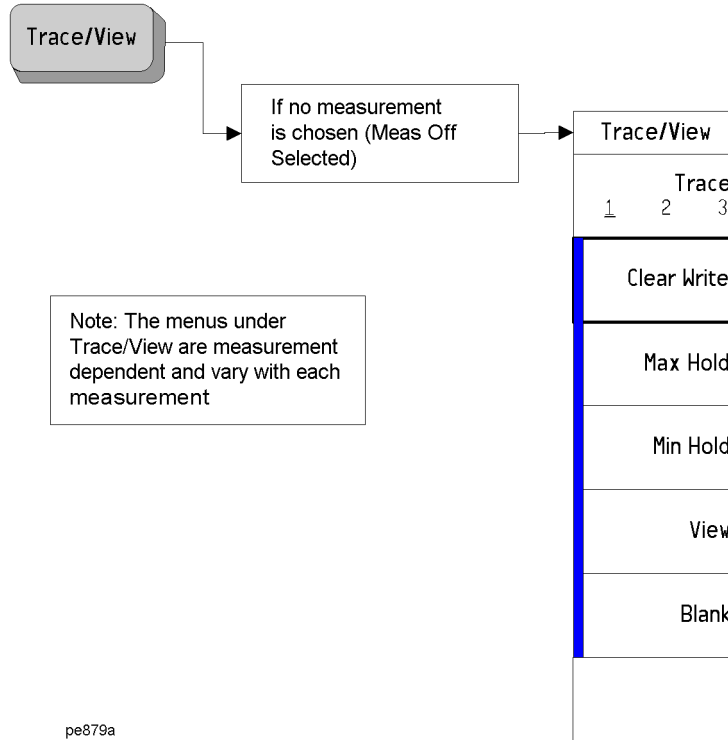 Trace/View
If no measurement
is chosen (Meas Off
Selected)
Trace/View
Trace
1 2 3
Clear Write
Max Hold
Min Hold
View
Blank
Note: The menus under
Trace/View are measurement
dependent and vary with each
measurement
pe879a